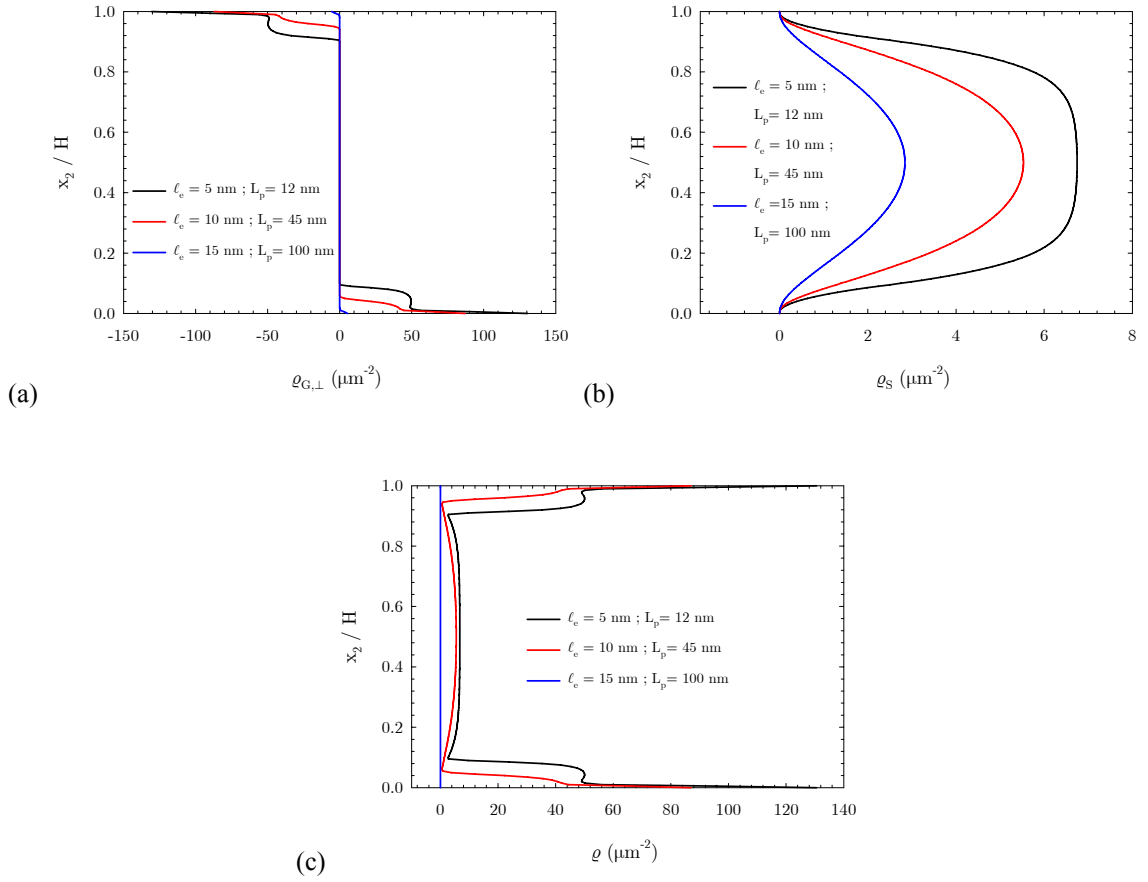 1.0
0.8
0.6
0.4
0.2
0.0
x₂ / H
ℓₑ = 5 nm ; Lₚ= 12 nm
ℓₑ = 10 nm ; Lₚ= 45 nm
ℓₑ = 15 nm ; Lₚ= 100 nm
-150 -100 -50 0 50 100 150
ϱG,⊥ (μm⁻²)
(a)
1.0
0.8
0.6
0.4
0.2
0.0
x₂ / H
ℓₑ = 5 nm ;
Lₚ= 12 nm
ℓₑ = 10 nm ;
Lₚ= 45 nm
ℓₑ =15 nm ;
Lₚ= 100 nm
0 2 4 6 8
ϱS (μm⁻²)
(b)
1.0
0.8
0.6
0.4
0.2
0.0
x₂ / H
ℓₑ = 5 nm ; Lₚ= 12 nm
ℓₑ = 10 nm ; Lₚ= 45 nm
ℓₑ = 15 nm ; Lₚ= 100 nm
0 20 40 60 80 100 120 140
ϱ (μm⁻²)
(c)